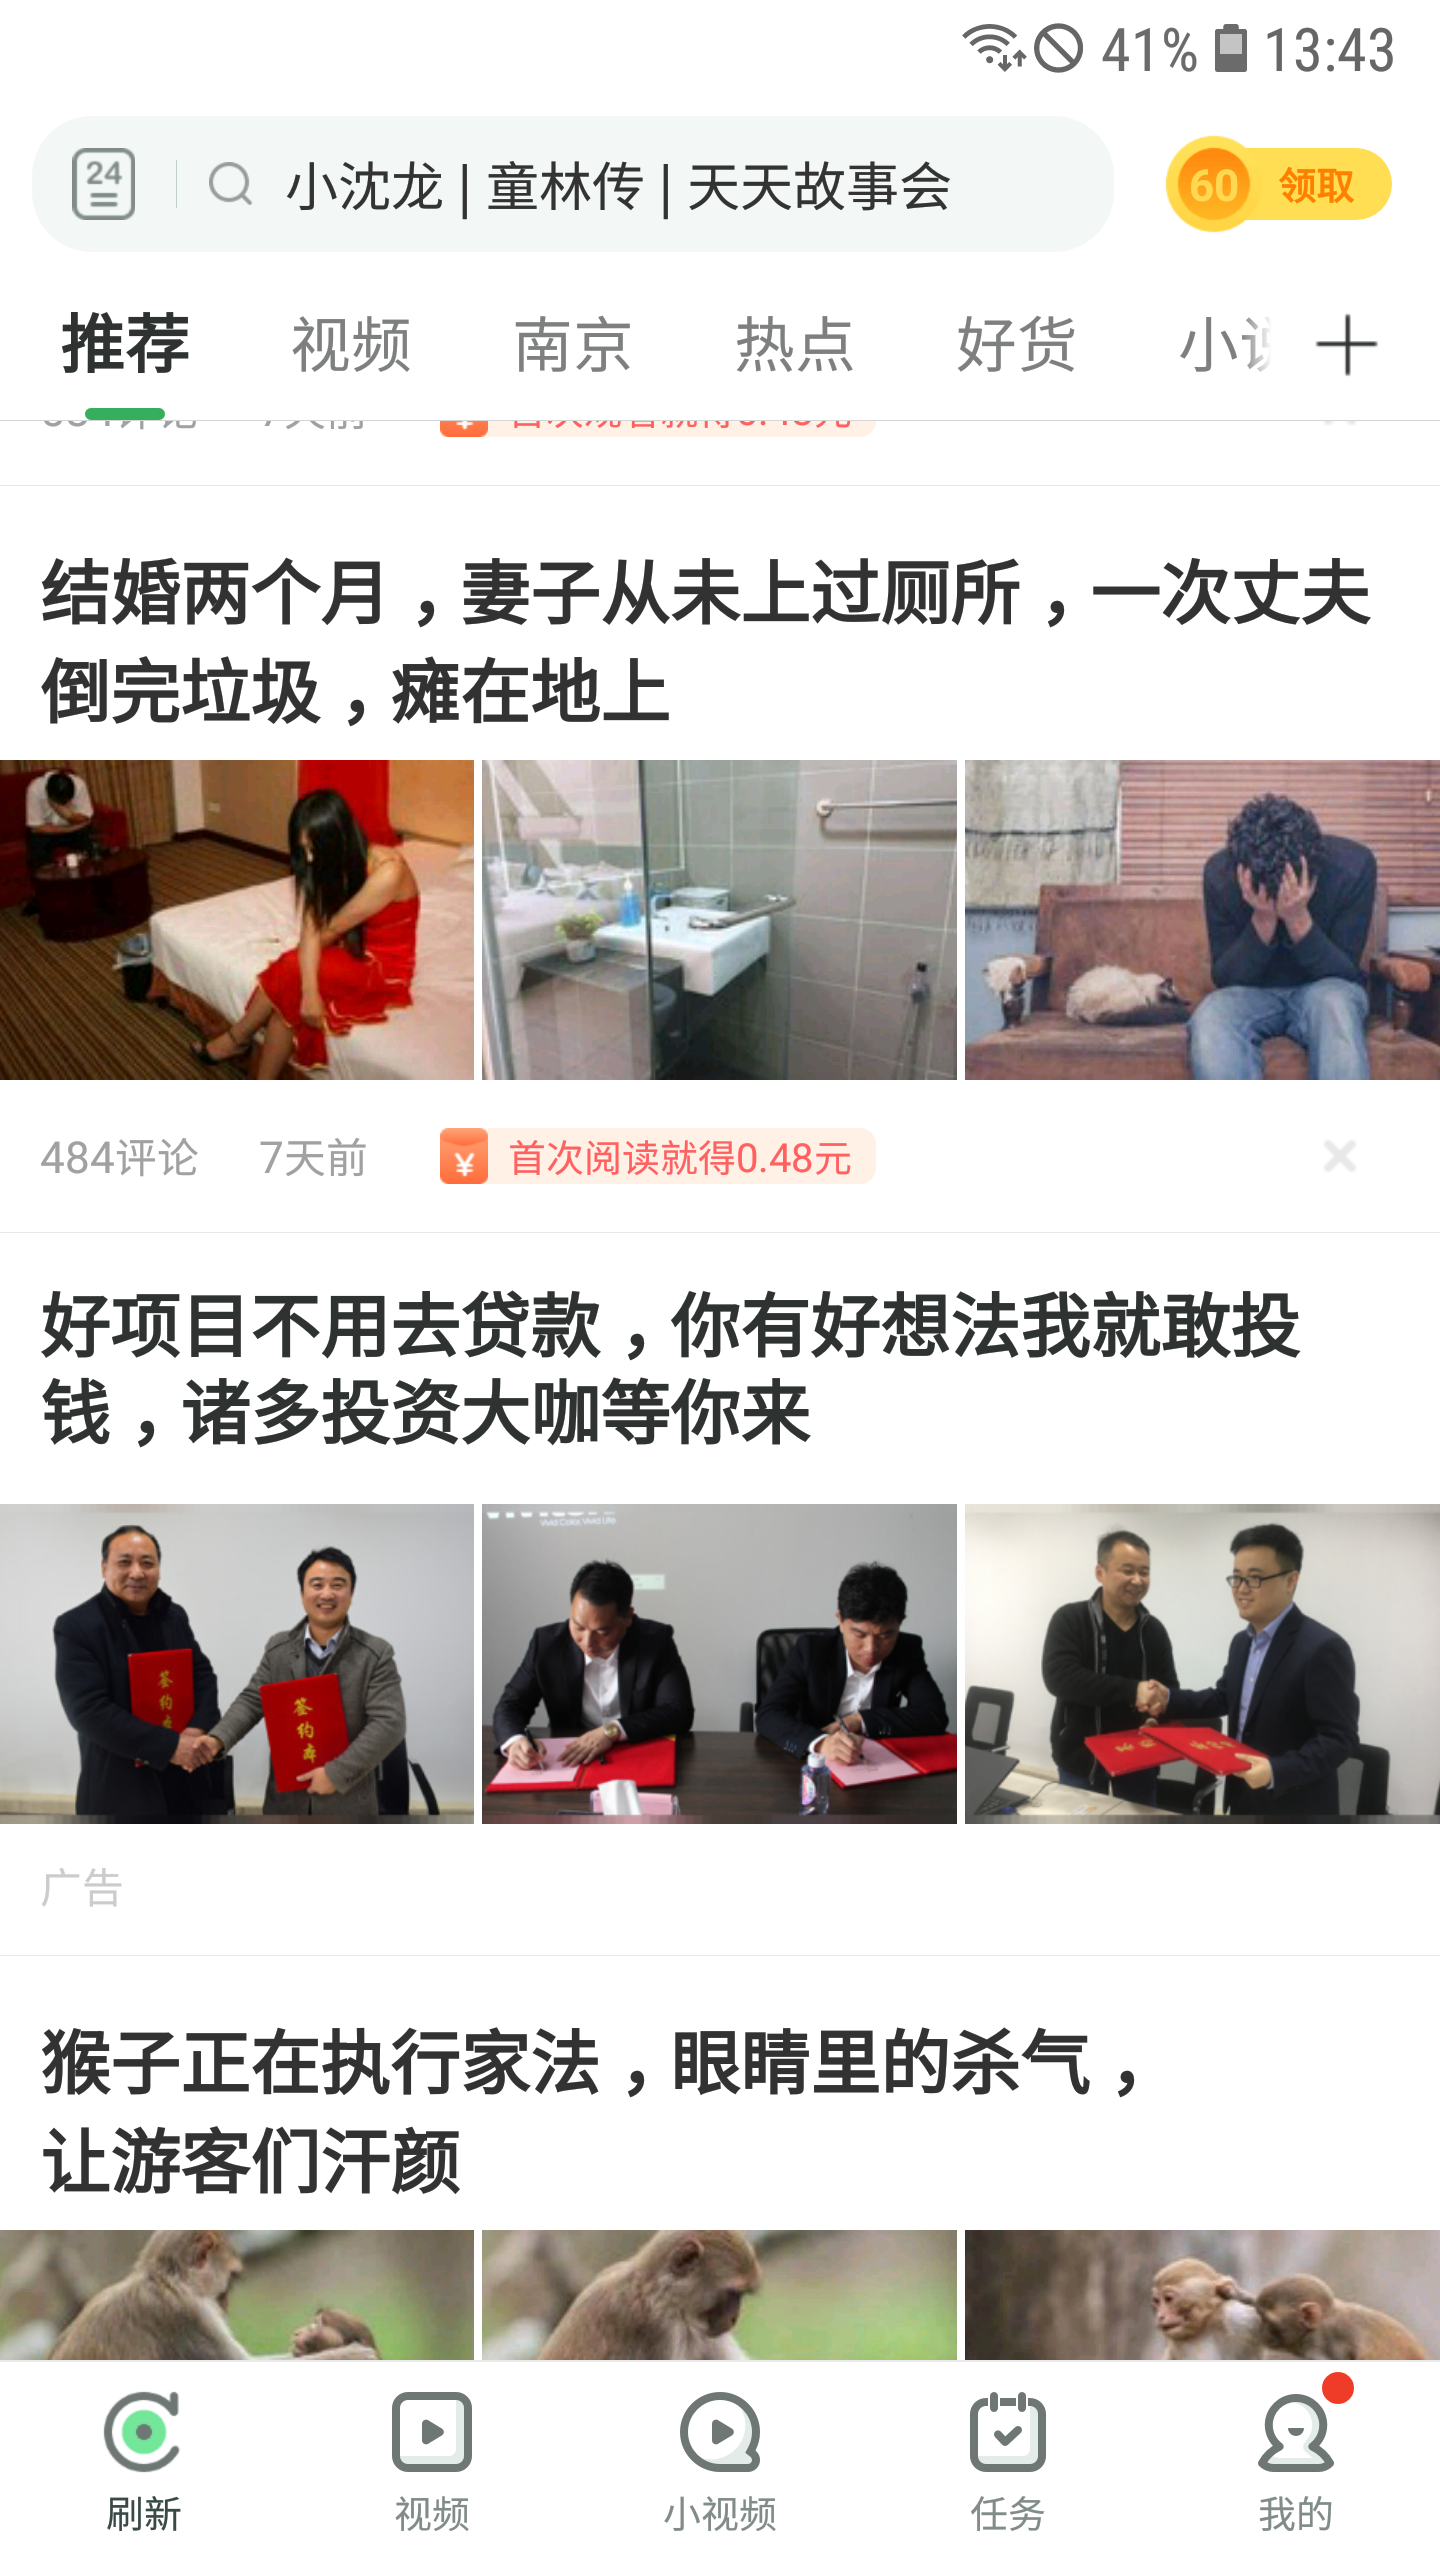 41% 13:43
24 小沈龙 | 童林传 | 天天故事会 60 领取
推荐 视频 南京 热点 好货 小说
结婚两个月，妻子从未上过厕所，一次丈夫
倒完垃圾，瘫在地上
484评论 7天前 ¥ 首次阅读就得0.48元
好项目不用去贷款，你有好想法我就敢投
钱，诸多投资大咖等你来
Vivid Color, Vivid Life
签约
签约
广告
猴子正在执行家法，眼睛里的杀气，
让游客们汗颜
刷新 视频 小视频 任务 我的